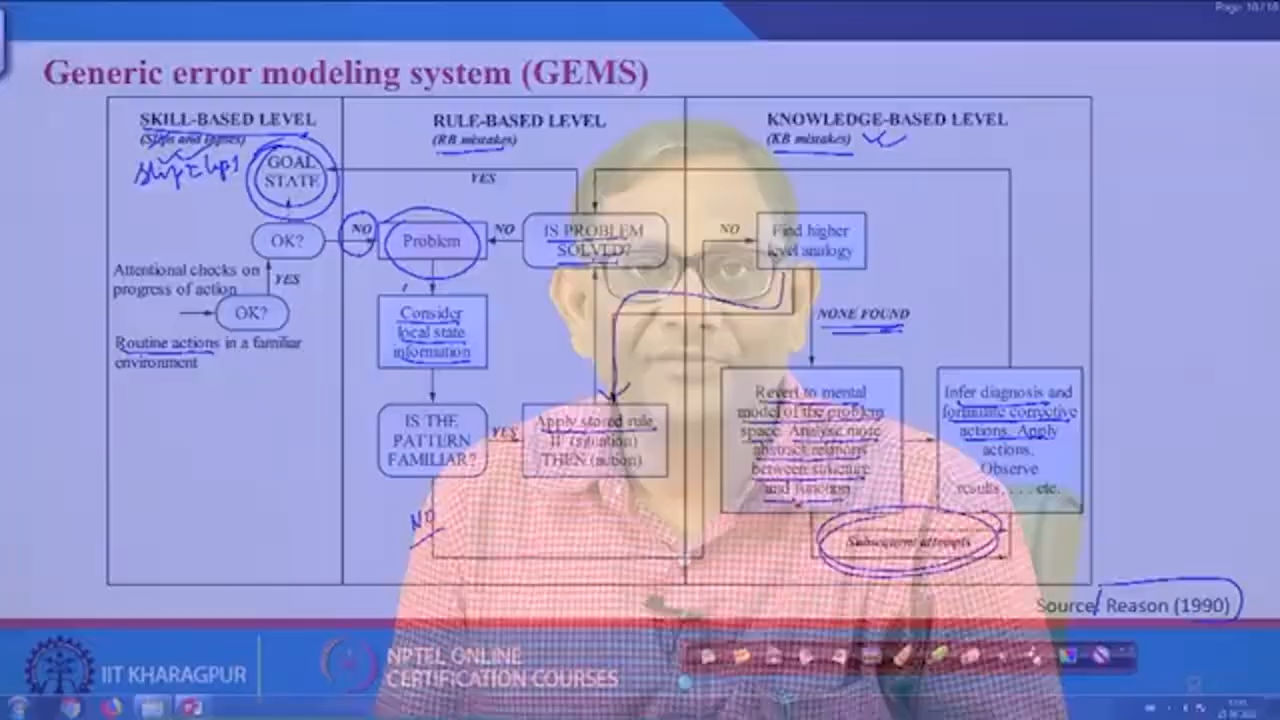 Page: 18/18
Generic error modeling system (GEMS)
SKILL-BASED LEVEL
(Slips and lapses)
GOAL
STATE
OK?
Attentional checks on
progress of action
YES
OK?
Routine actions in a familiar
environment
RULE-BASED LEVEL
(RB mistakes)
YES
NO
Problem
NO
IS PROBLEM
SOLVED?
Consider
local state
information
IS THE
PATTERN
FAMILIAR?
YES
Apply stored rule
IF (situation)
THEN (action)
NO
KNOWLEDGE-BASED LEVEL
(KB mistakes)
NO
Find higher
level analogy
NONE FOUND
Revert to mental
model of the problem
space. Analyse more
abstract relations
between structure
and function
Infer diagnosis and
formulate corrective
actions. Apply
actions.
Observe
results, . . . etc.
Subsequent attempts
Source: Reason (1990)
IIT KHARAGPUR
NPTEL ONLINE
CERTIFICATION COURSES